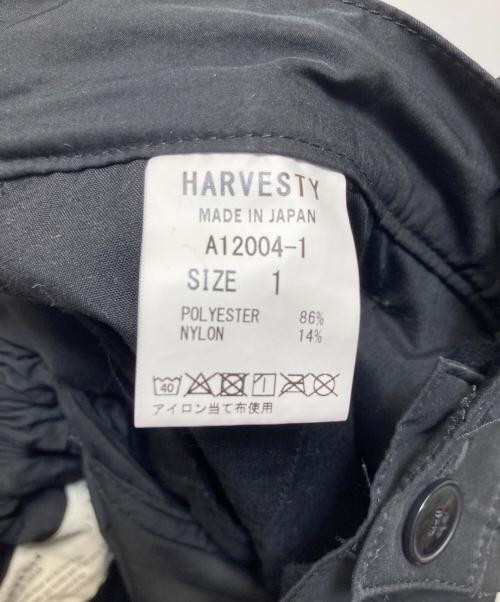 HARVESTY
MADE IN JAPAN
A12004-1
SIZE 1
POLYESTER 86%
NYLON 14%
40
アイロン当て布使用